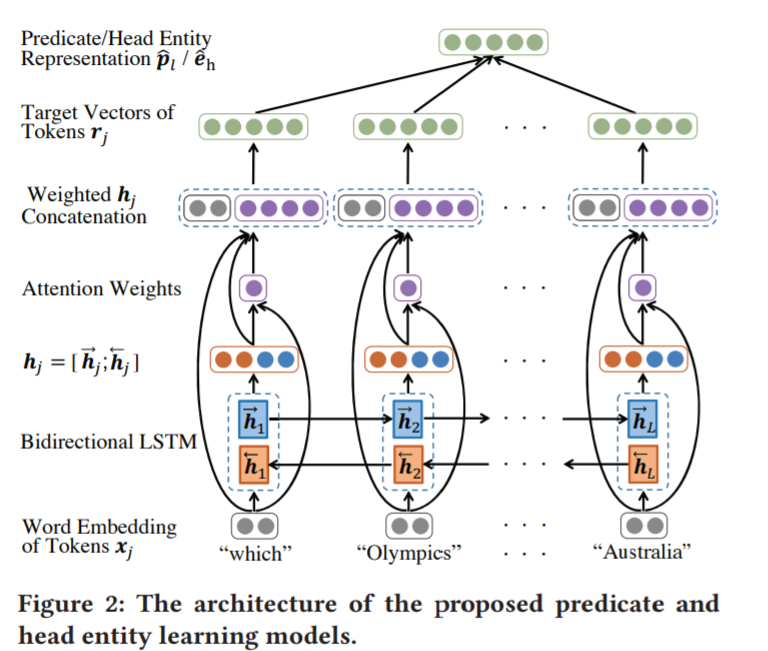 Predicate/Head Entity
Representation p̂ₗ / êₕ
Target Vectors of
Tokens rⱼ
Weighted hⱼ
Concatenation
. . .
. . .
Attention Weights
. . .
hⱼ = [h⃗ⱼ; h⃖ⱼ]
. . .
h⃗₁ h⃗₂ . . . h⃗_L
Bidirectional LSTM
h⃖₁ h⃖₂ . . . h⃖_L
Word Embedding
of Tokens xⱼ
. . .
“which” “Olympics” . . . “Australia”
Figure 2: The architecture of the proposed predicate and
head entity learning models.